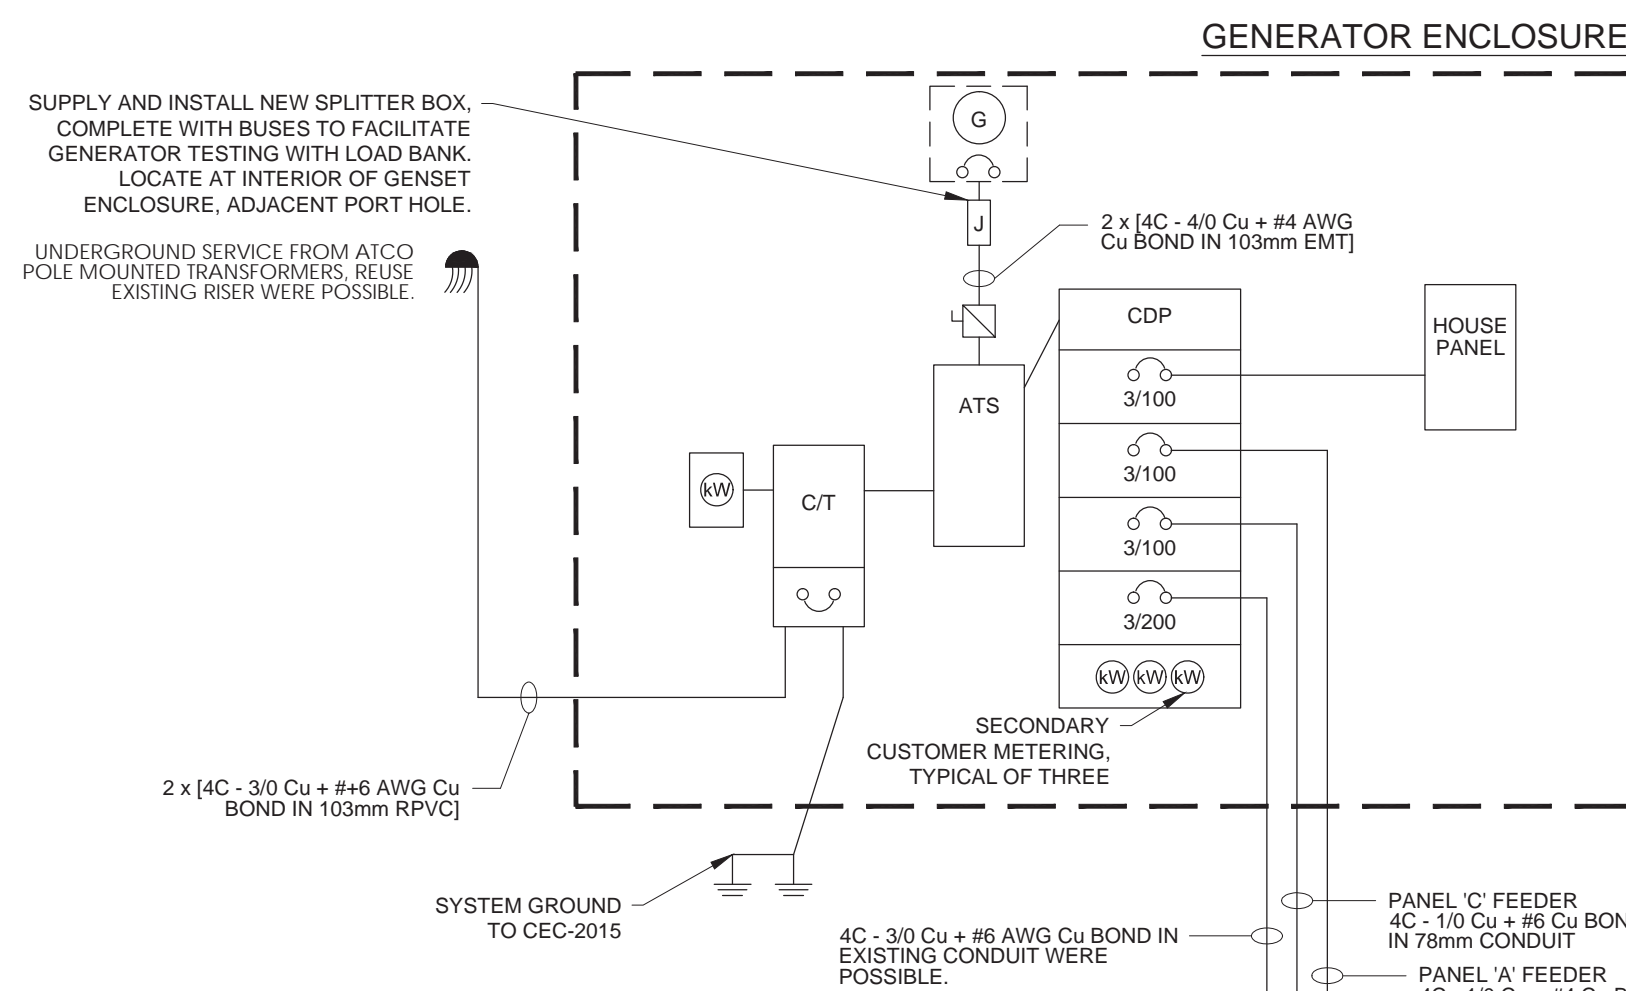 GENERATOR ENCLOSURE
SUPPLY AND INSTALL NEW SPLITTER BOX,
COMPLETE WITH BUSES TO FACILITATE
GENERATOR TESTING WITH LOAD BANK.
LOCATE AT INTERIOR OF GENSET
ENCLOSURE, ADJACENT PORT HOLE.
G
J
2 x [4C - 4/0 Cu + #4 AWG
Cu BOND IN 103mm EMT]
UNDERGROUND SERVICE FROM ATCO
POLE MOUNTED TRANSFORMERS, REUSE
EXISTING RISER WERE POSSIBLE.
CDP
HOUSE
PANEL
3/100
ATS
3/100
kW
C/T
3/100
3/200
kW kW kW
SECONDARY
CUSTOMER METERING,
TYPICAL OF THREE
2 x [4C - 3/0 Cu + #+6 AWG Cu
BOND IN 103mm RPVC]
SYSTEM GROUND
TO CEC-2015
4C - 3/0 Cu + #6 AWG Cu BOND IN
EXISTING CONDUIT WERE
POSSIBLE.
PANEL 'C' FEEDER
4C - 1/0 Cu + #6 Cu BON
IN 78mm CONDUIT
PANEL 'A' FEEDER